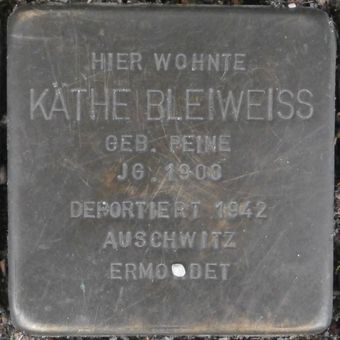 HIER WOHNTE
KÄTHE BLEIWEISS
GEB. PEINE
JG. 1900
DEPORTIERT 1942
AUSCHWITZ
ERMORDET